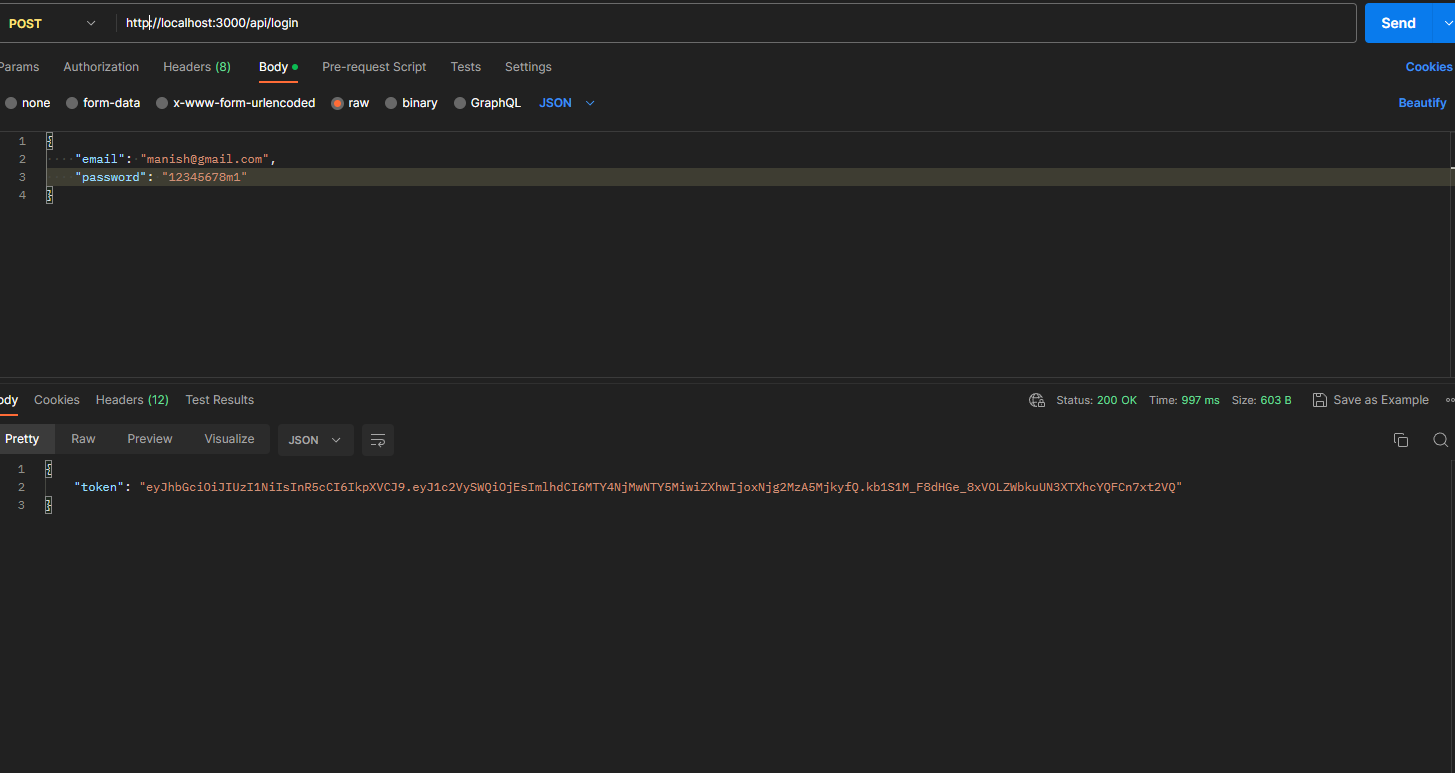 POST http://localhost:3000/api/login Send
Params Authorization Headers (8) Body Pre-request Script Tests Settings Cookies
none form-data x-www-form-urlencoded raw binary GraphQL JSON Beautify
1 {
2 "email": "manish@gmail.com",
3 "password": "12345678m1"
4 }
ody Cookies Headers (12) Test Results Status: 200 OK Time: 997 ms Size: 603 B Save as Example
Pretty Raw Preview Visualize JSON
1 {
2 "token": "eyJhbGciOiJIUzI1NiIsInR5cCI6IkpXVCJ9.eyJ1c2VySWQiOjEsImlhdCI6MTY4NjMwNTY5MiwiZXhwIjoxNjg2MzA5MjkyfQ.kb1S1M_F8dHGe_8xVOLZWbkuUN3XTXhcYQFCn7xt2VQ"
3 }